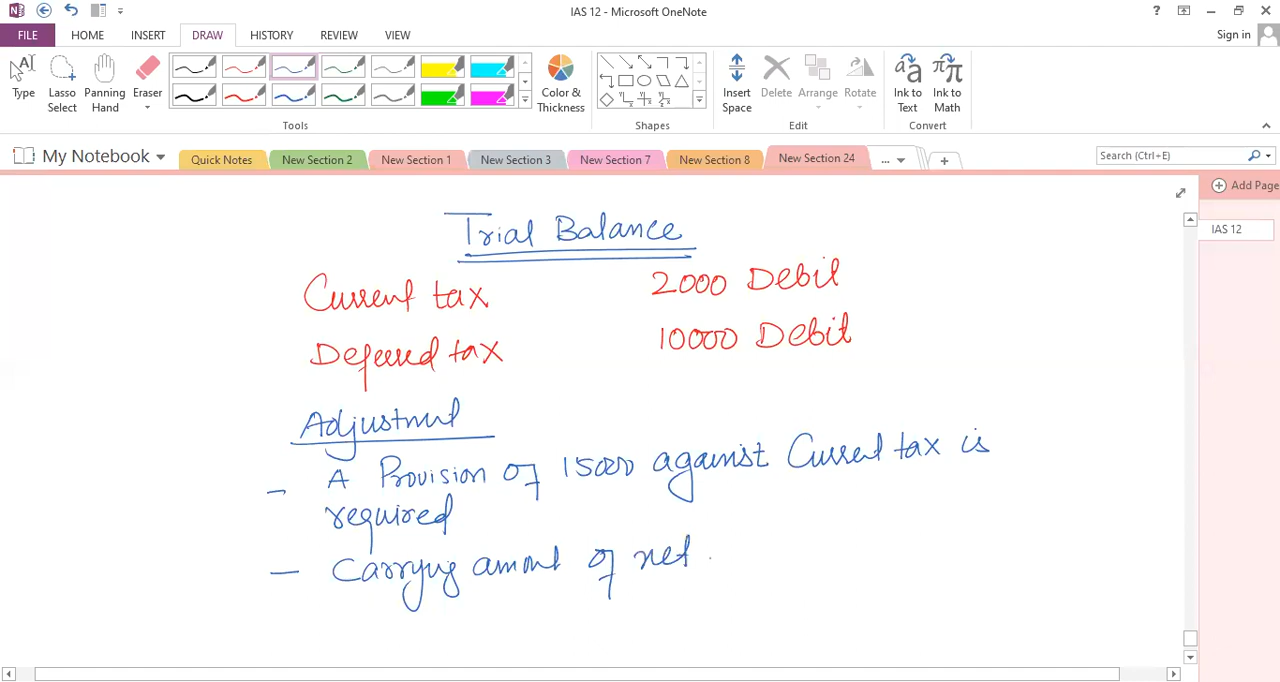 IAS 12 - Microsoft OneNote
?
FILE HOME INSERT DRAW HISTORY REVIEW VIEW
Sign in
Type
Lasso Select
Panning Hand
Eraser
Color & Thickness
Insert Space
Delete
Arrange
Rotate
Ink to Text
Ink to Math
Tools Shapes Edit Convert
My Notebook Quick Notes New Section 2 New Section 1 New Section 3 New Section 7 New Section 8 New Section 24 ... Search (Ctrl+E)
Add Page
IAS 12
Trial Balance
Current tax 2000 Debit
Deferred tax 10000 Debit
Adjustment
- A Provision of 15000 against Current tax is
required
- Carrying amount of net